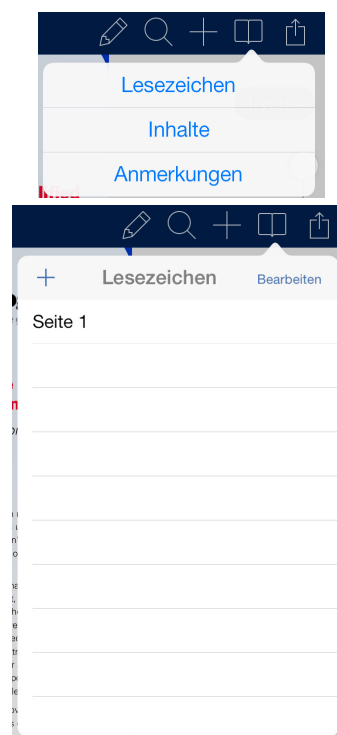 Lesezeichen
Inhalte
Anmerkungen
Lesezeichen
Bearbeiten
Seite 1